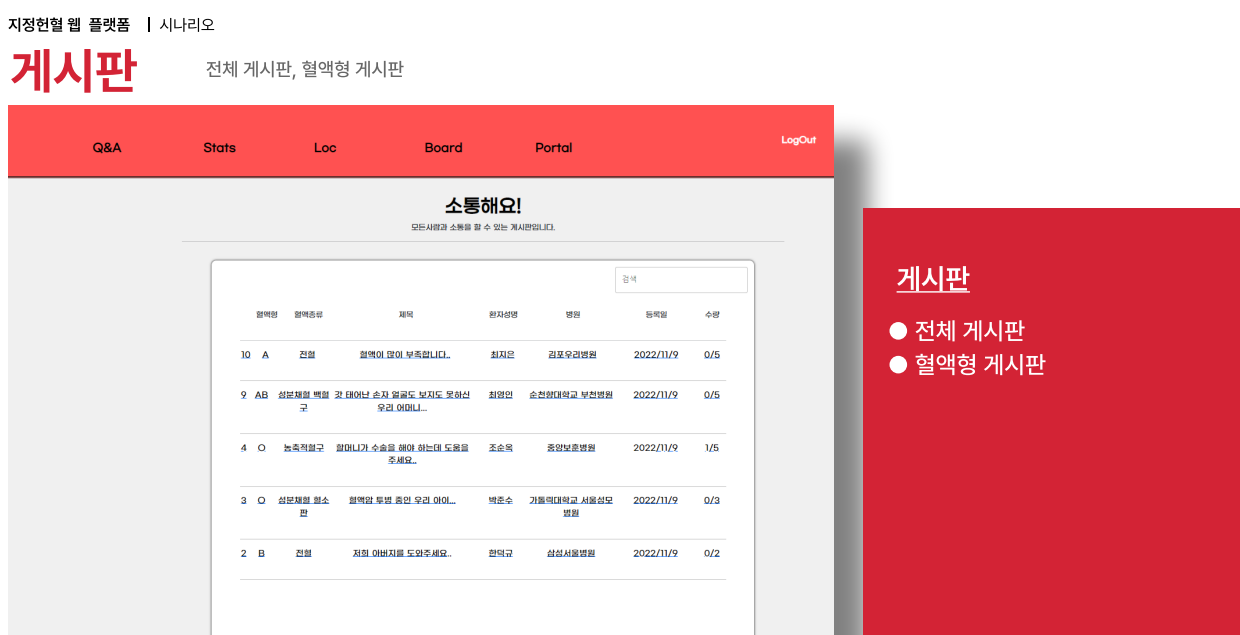 지정헌혈 웹 플랫폼 | 시나리오
게시판 전체 게시판, 혈액형 게시판
Q&A Stats Loc Board Portal LogOut
소통해요!
모든사람과 소통을 할 수 있는 게시판입니다.
검색
혈액형 혈액종류 제목 환자성명 병원 등록일 수량
10 A 전혈 혈액이 많이 부족합니다.. 최지은 김포우리병원 2022/11/9 0/5
9 AB 성분채혈 백혈 갓 태어난 손자 얼굴도 보지도 못하신 최영인 순천향대학교 부천병원 2022/11/9 0/5
구 우리 어머니...
4 O 농축적혈구 할머니가 수술을 해야 하는데 도움을 조순옥 중앙보훈병원 2022/11/9 1/5
주세요..
3 O 성분채혈 혈소 혈액암 투병 중인 우리 아이... 박준수 가톨릭대학교 서울성모 2022/11/9 0/3
판 병원
2 B 전혈 저희 아버지를 도와주세요.. 한덕규 삼성서울병원 2022/11/9 0/2
게시판
● 전체 게시판
● 혈액형 게시판